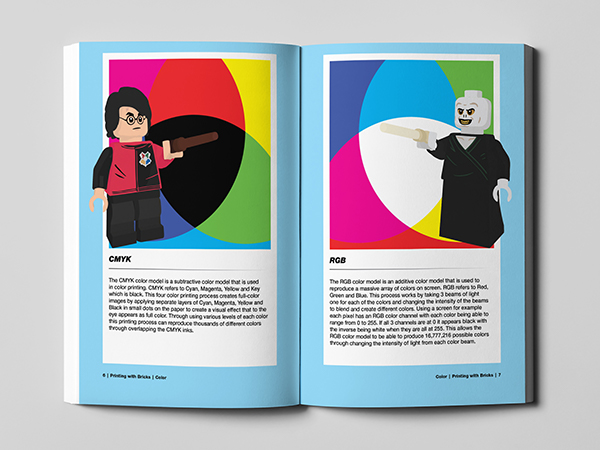 CMYK
The CMYK color model is a subtractive color model that is used
in color printing. CMYK refers to Cyan, Magenta, Yellow and Key
which is black. This four color printing process creates full-color
images by applying separate layers of Cyan, Magenta, Yellow and
Black in small dots on the paper to create a visual effect that to the
eye appears as full color. Through using various levels of each color
this printing process can reproduce thousands of different colors
through overlapping the CMYK inks.
6 | Printing with Bricks | Color
RGB
The RGB color model is an additive color model that is used to
reproduce a massive array of colors on screen. RGB refers to Red,
Green and Blue. This process works by taking 3 beams of light
one for each of the colors and changing the intensity of the beams
to blend and create different colors. Using a screen for example
each pixel has an RGB color channel with each color being able to
range from 0 to 255. If all 3 channels are at 0 it appears black with
the inverse being white when they are all at 255. This allows the
RGB color model to be able to produce 16,777,216 possible colors
through changing the intensity of light from each color beam.
Color | Printing with Bricks | 7